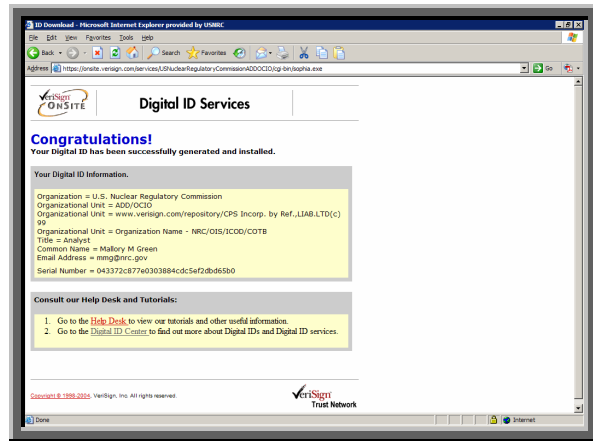 ID Download - Microsoft Internet Explorer provided by USNRC
File Edit View Favorites Tools Help
Back Search Favorites
Address https://onsite.verisign.com/services/USNuclearRegulatoryCommissionADDOCIO/cgi-bin/sophia.exe Go
VeriSign
ONSITE
Digital ID Services
Congratulations!
Your Digital ID has been successfully generated and installed.
Your Digital ID Information.
Organization = U.S. Nuclear Regulatory Commission
Organizational Unit = ADD/OCIO
Organizational Unit = www.verisign.com/repository/CPS Incorp. by Ref.,LIAB.LTD(c)
99
Organizational Unit = Organization Name - NRC/OIS/ICOD/COTB
Title = Analyst
Common Name = Mallory M Green
Email Address = mmg@nrc.gov
Serial Number = 043372c877e0303884cdc5ef2dbd65b0
Consult our Help Desk and Tutorials:
1. Go to the Help Desk to view our tutorials and other useful information.
2. Go to the Digital ID Center to find out more about Digital IDs and Digital ID services.
Copyright © 1998-2004, VeriSign, Inc. All rights reserved.
VeriSign
Trust Network
Done Internet